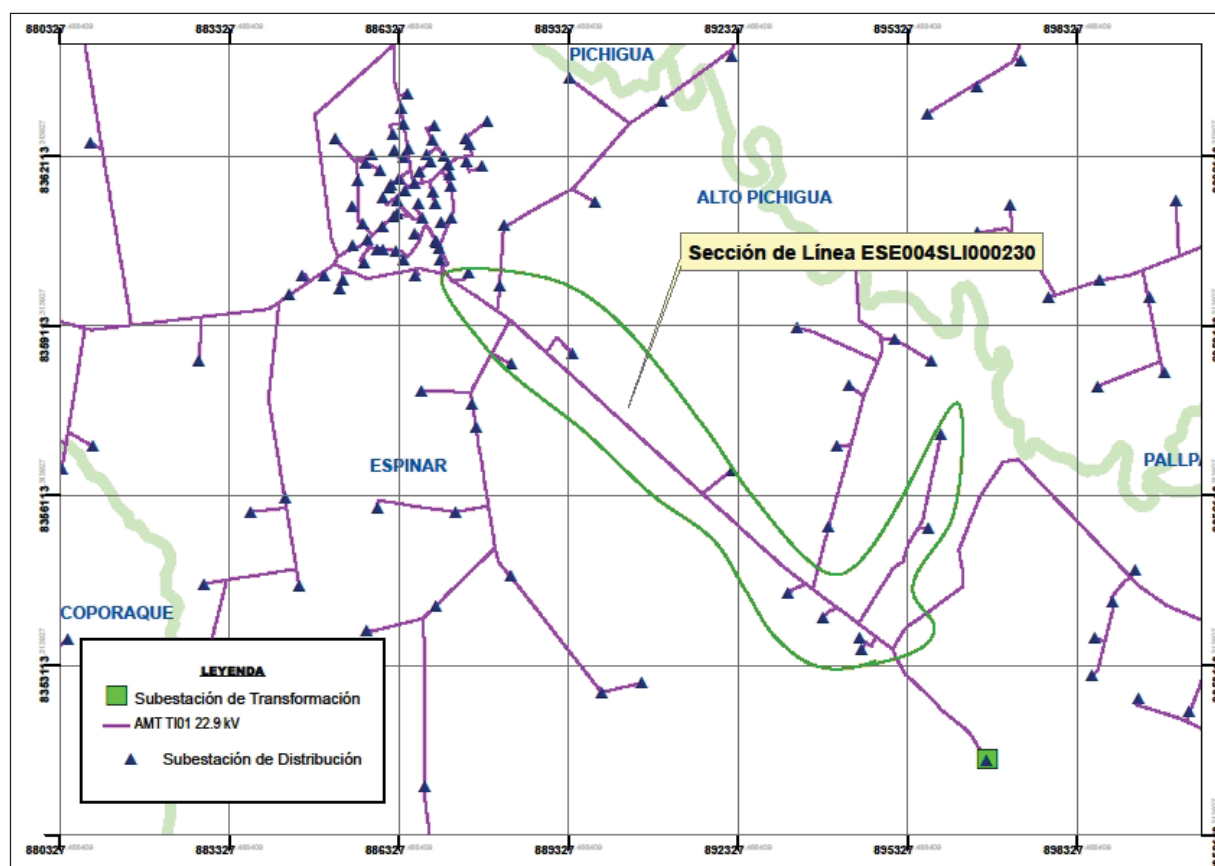 880327 883327 886327 889327 892327 895327 898327
PICHIGUA
8362113
ALTO PICHIGUA
Sección de Línea ESE004SLI000230
8359113
ESPINAR
PALLPA
8356113
COPORAQUE
8353113
LEYENDA
Subestación de Transformación
AMT TI01 22.9 kV
Subestación de Distribución
880327 883327 886327 889327 892327 895327 898327